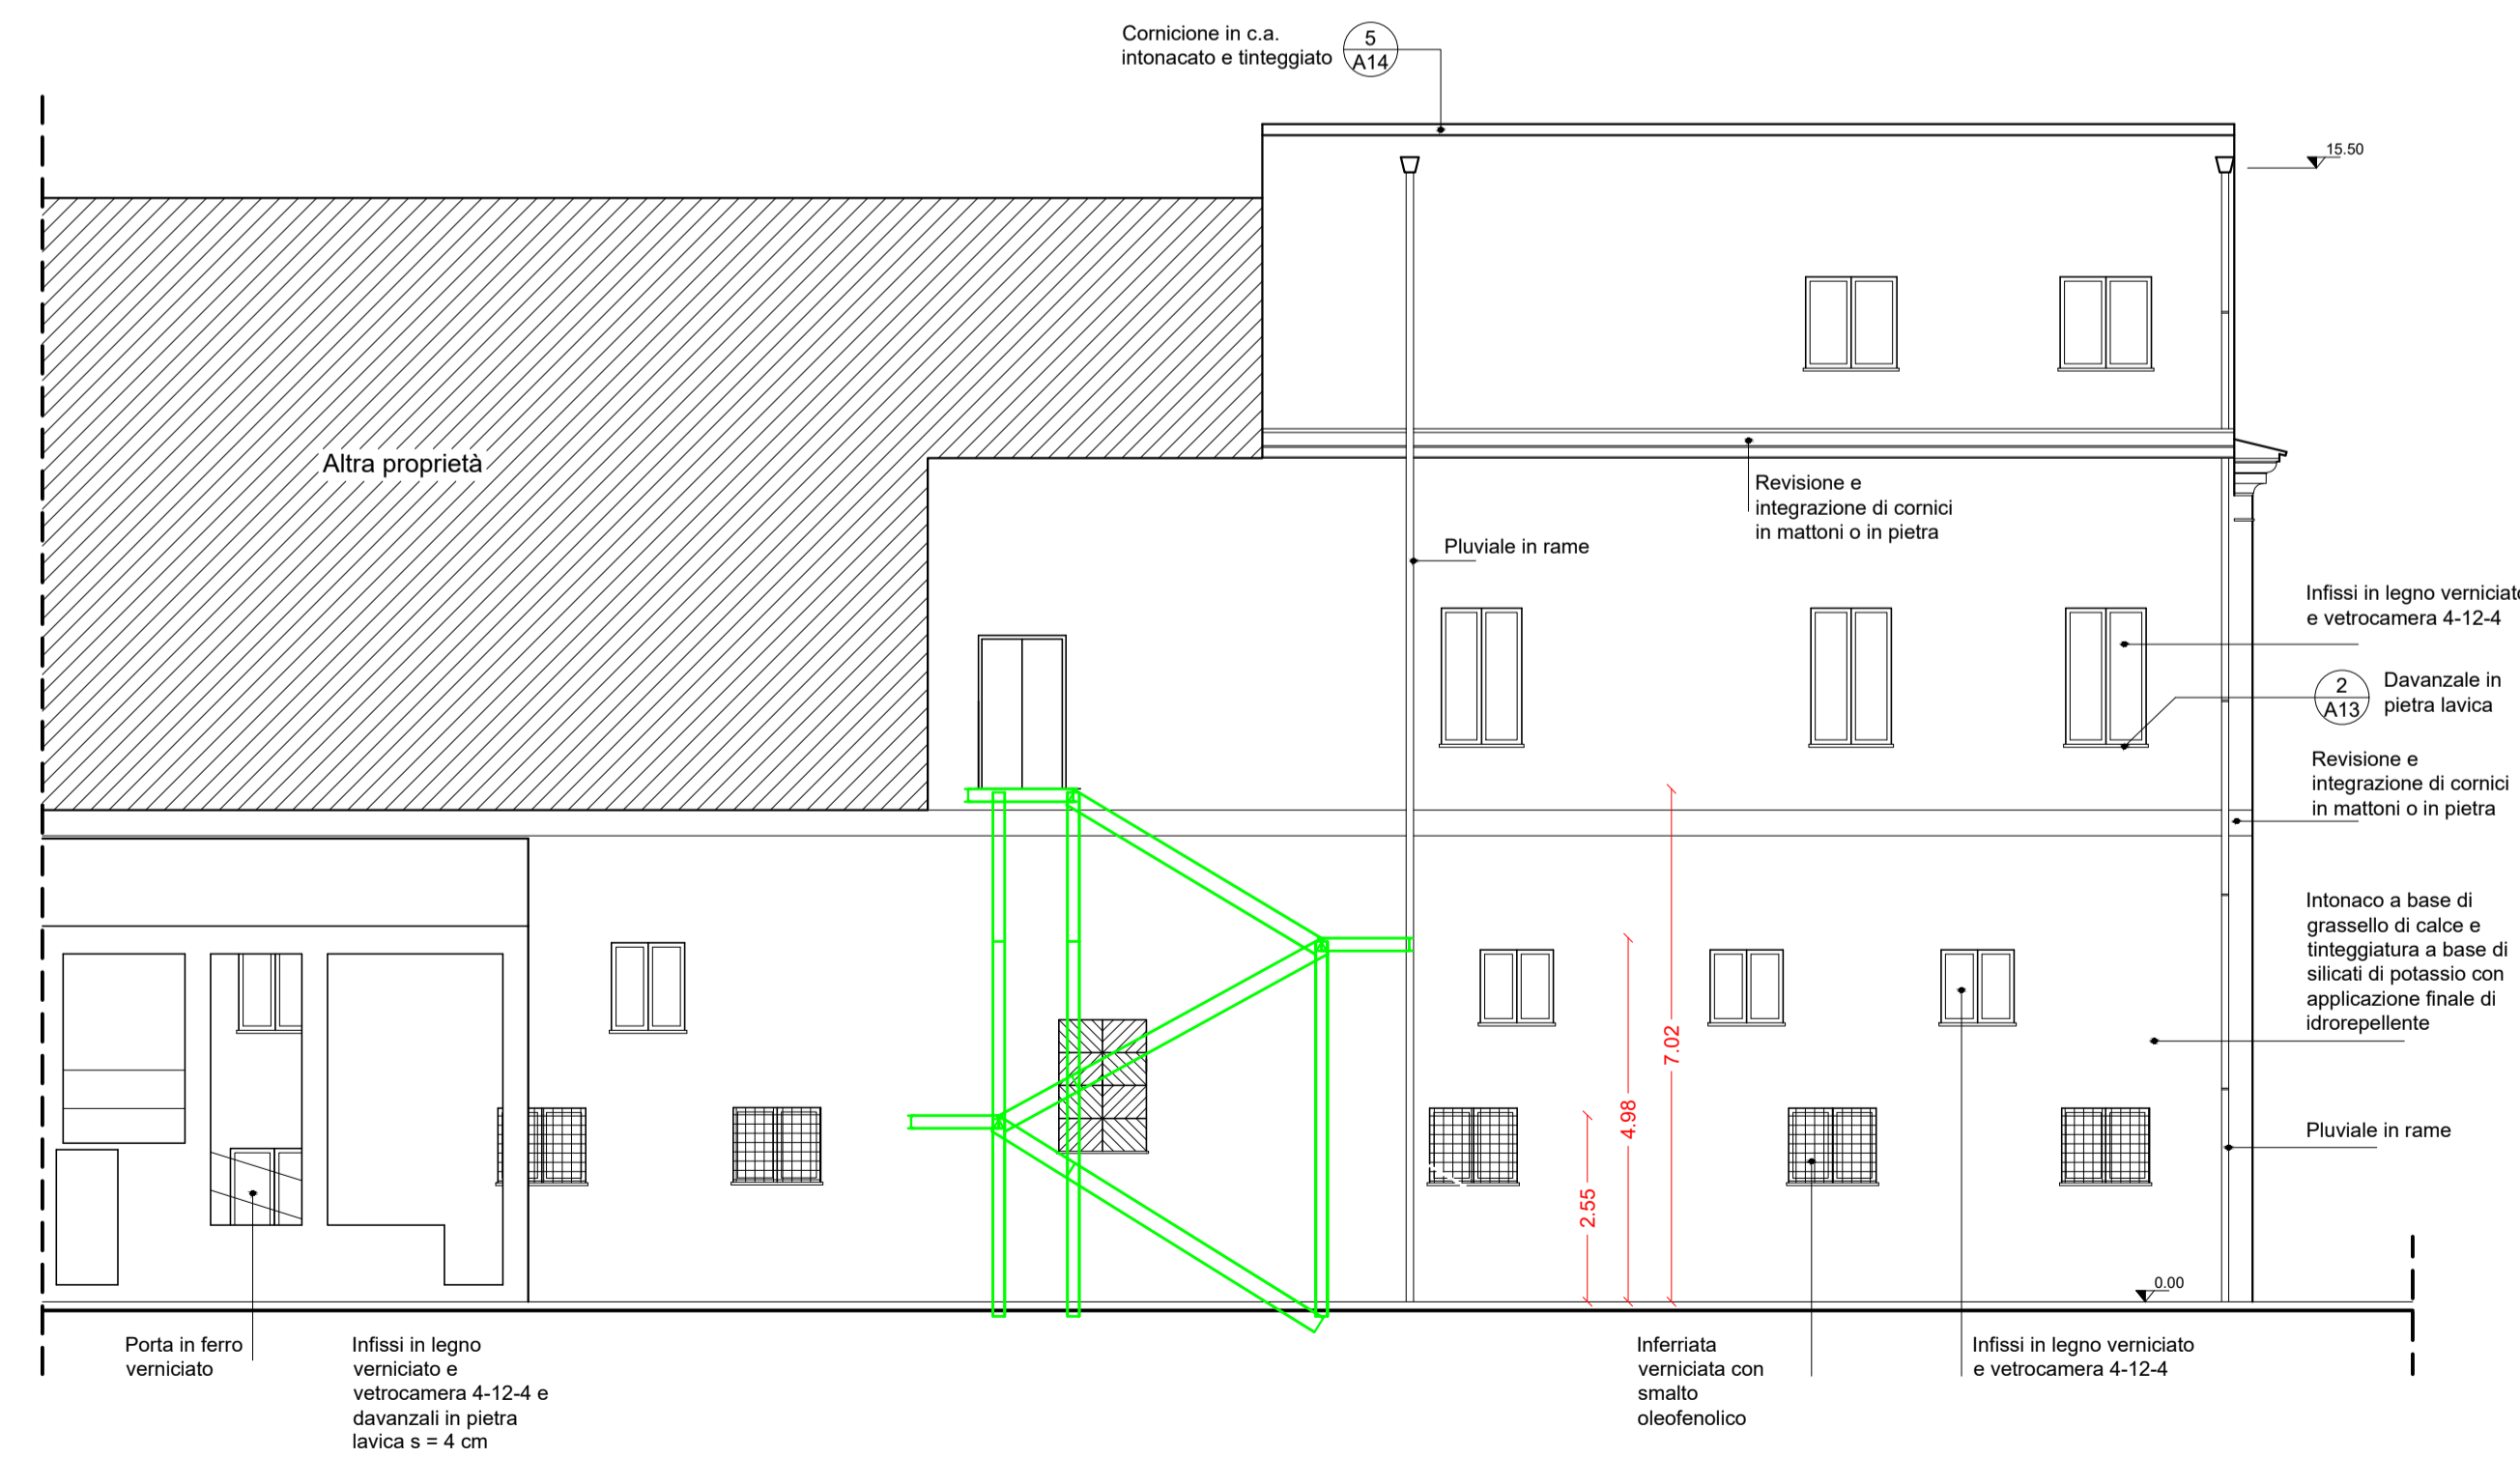 Cornicione in c.a.
intonacato e tinteggiato
5
A14
15.50
Altra proprietà
Revisione e
integrazione di cornici
in mattoni o in pietra
Pluviale in rame
Infissi in legno verniciato
e vetrocamera 4-12-4
2
A13
Davanzale in
pietra lavica
Revisione e
integrazione di cornici
in mattoni o in pietra
Intonaco a base di
grassello di calce e
tinteggiatura a base di
silicati di potassio con
applicazione finale di
idrorepellente
7.02
4.98
2.55
Pluviale in rame
0.00
Porta in ferro
verniciato
Infissi in legno
verniciato e
vetrocamera 4-12-4 e
davanzali in pietra
lavica s = 4 cm
Inferriata
verniciata con
smalto
oleofenolico
Infissi in legno verniciato
e vetrocamera 4-12-4